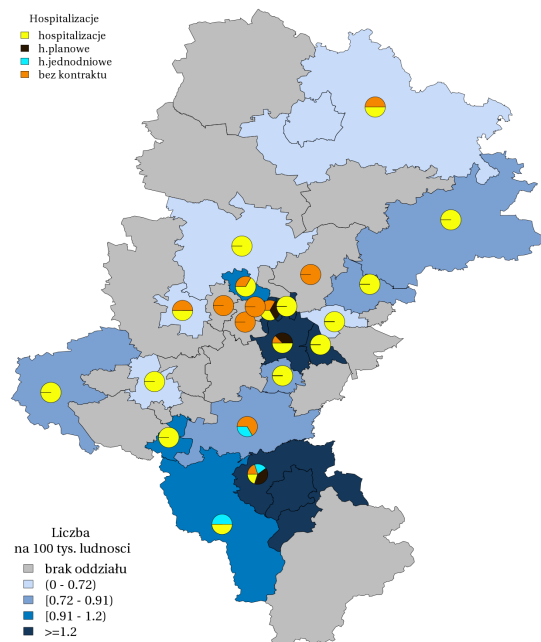 Hospitalizacje
hospitalizacje
h.planowe
h.jednodniowe
bez kontraktu
Liczba
na 100 tys. ludnosci
brak oddziału
(0 - 0.72)
[0.72 - 0.91)
[0.91 - 1.2)
>=1.2